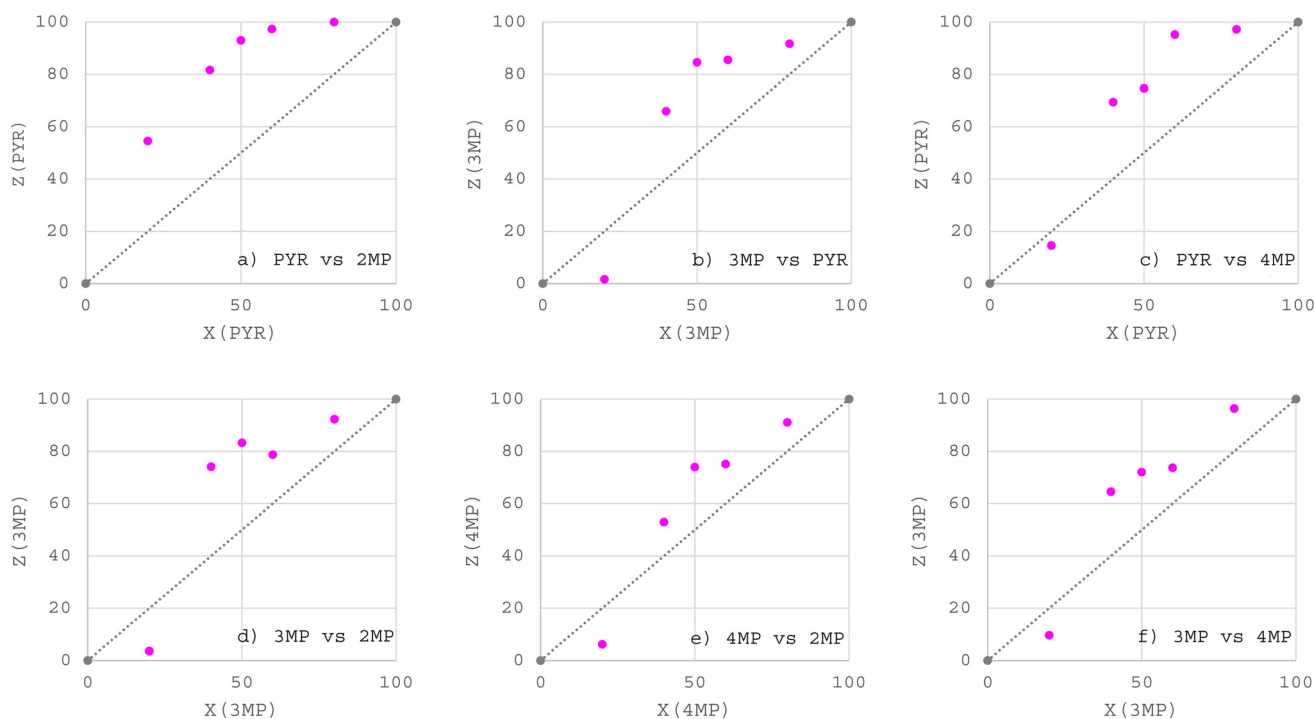 100
80
60
40
20
0
Z(PYR)
a) PYR vs 2MP
0 50 100
X(PYR)
100
80
60
40
20
0
Z(3MP)
b) 3MP vs PYR
0 50 100
X(3MP)
100
80
60
40
20
0
Z(PYR)
c) PYR vs 4MP
0 50 100
X(PYR)
100
80
60
40
20
0
Z(3MP)
d) 3MP vs 2MP
0 50 100
X(3MP)
100
80
60
40
20
0
Z(4MP)
e) 4MP vs 2MP
0 50 100
X(4MP)
100
80
60
40
20
0
Z(3MP)
f) 3MP vs 4MP
0 50 100
X(3MP)